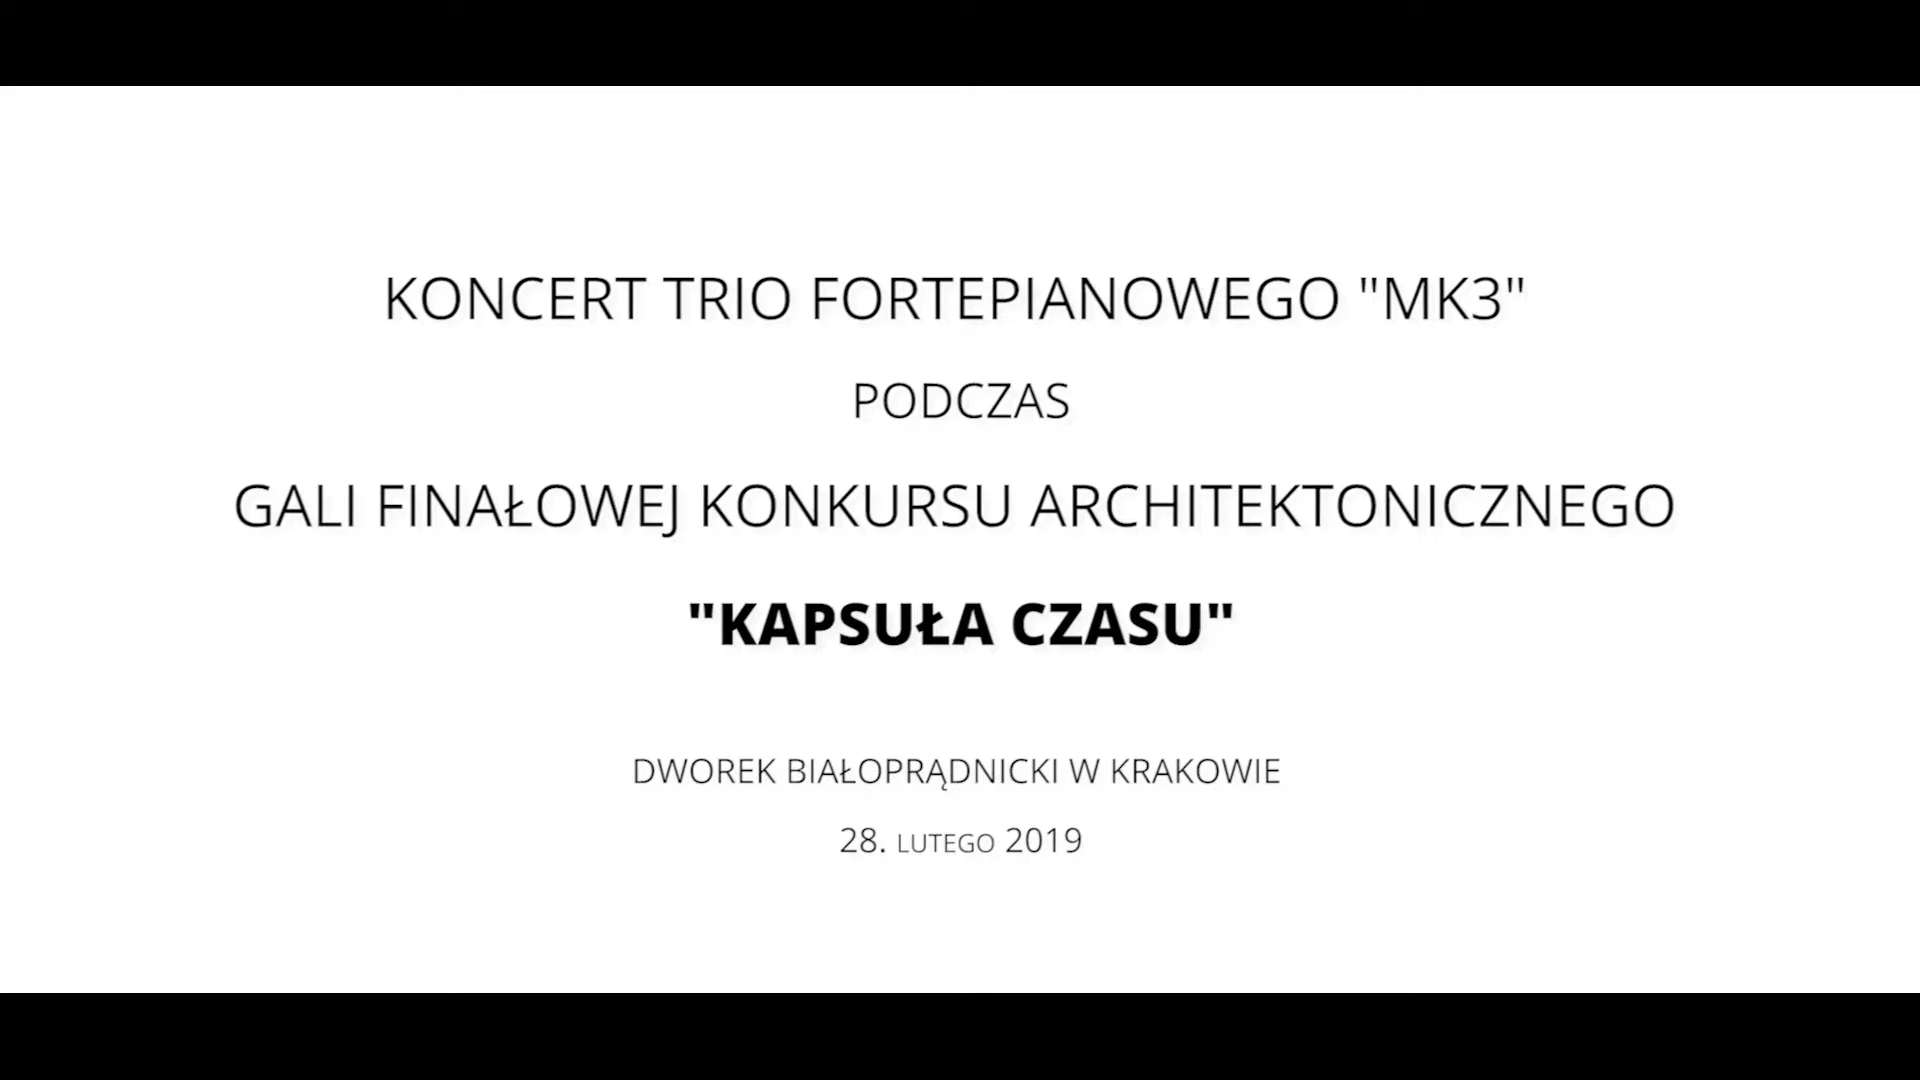 KONCERT TRIO FORTEPIANOWEGO "MK3"
PODCZAS
GALI FINAŁOWEJ KONKURSU ARCHITEKTONICZNEGO
"KAPSUŁA CZASU"
DWOREK BIAŁOPRĄDNICKI W KRAKOWIE
28. LUTEGO 2019